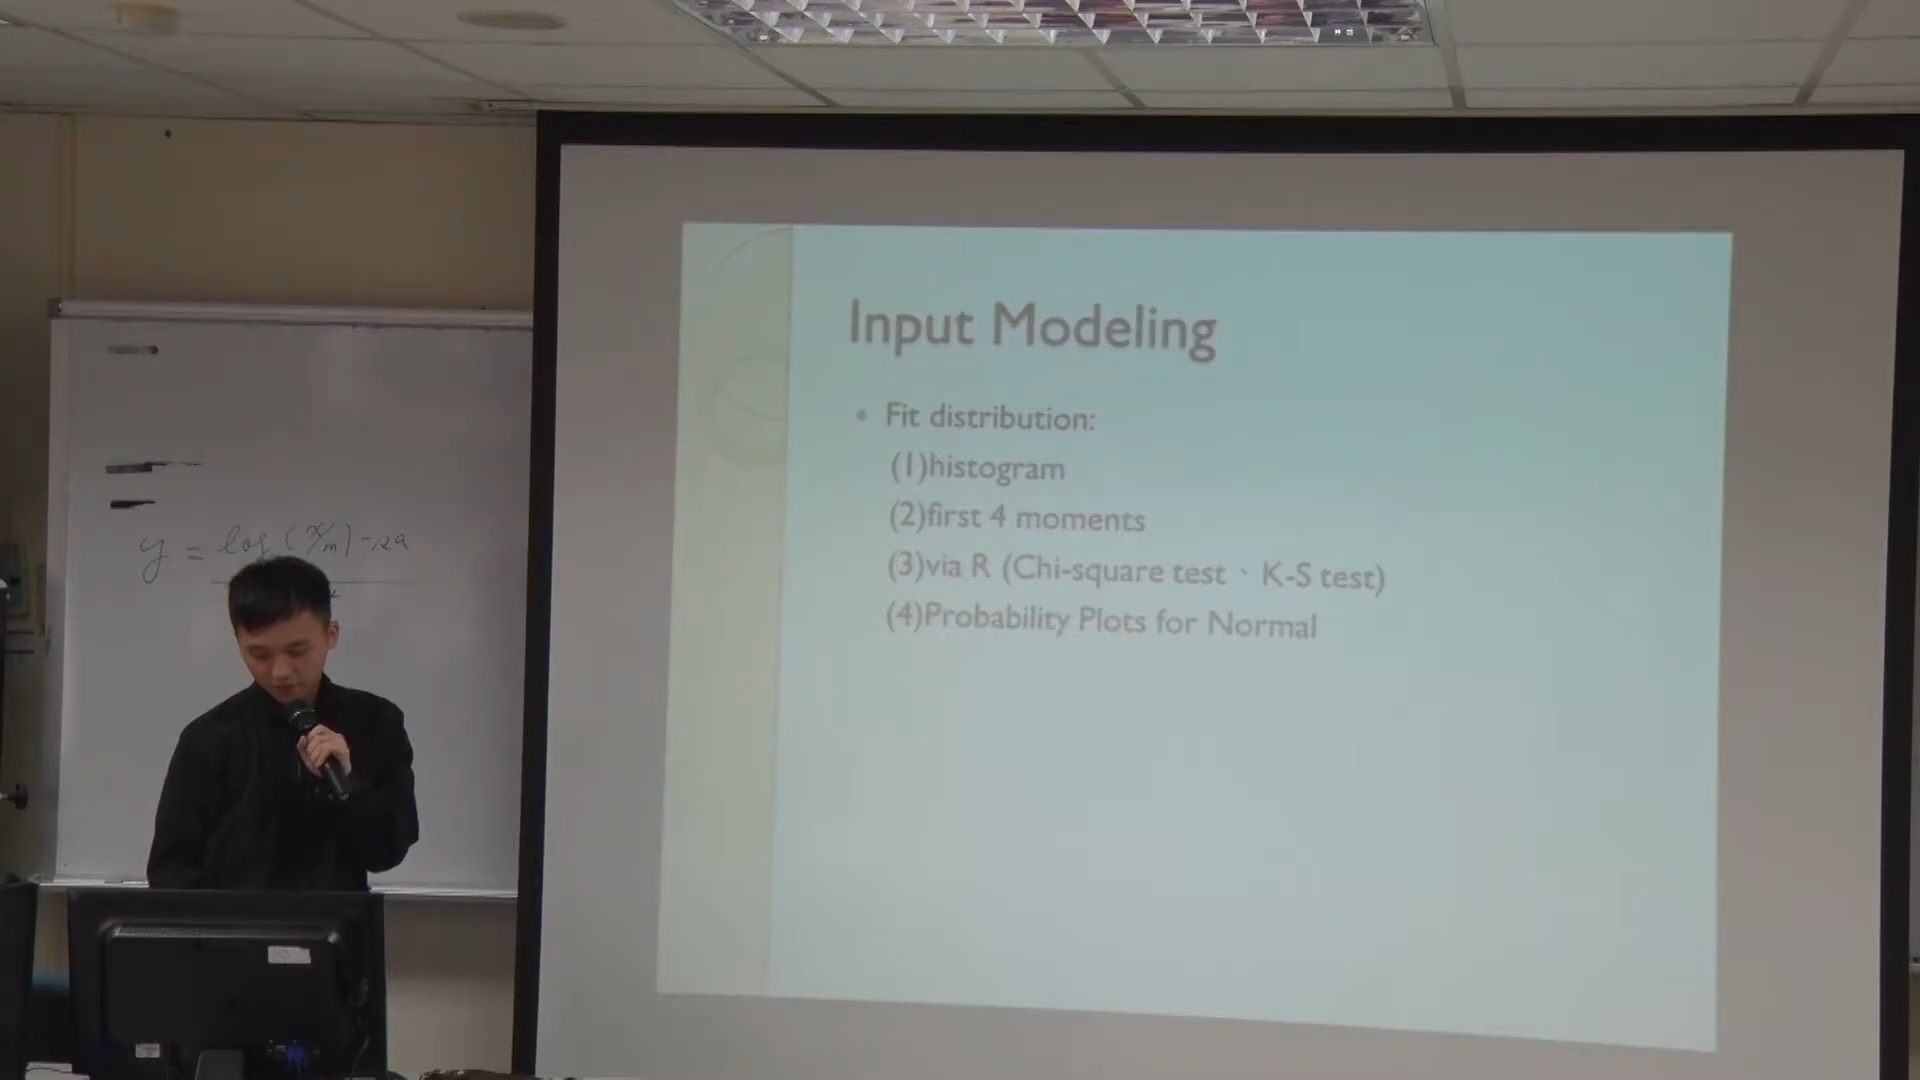 Input Modeling
• Fit distribution:
(1)histogram
(2)first 4 moments
(3)via R (Chi-square test、K-S test)
(4)Probability Plots for Normal
y = log(x/m)-